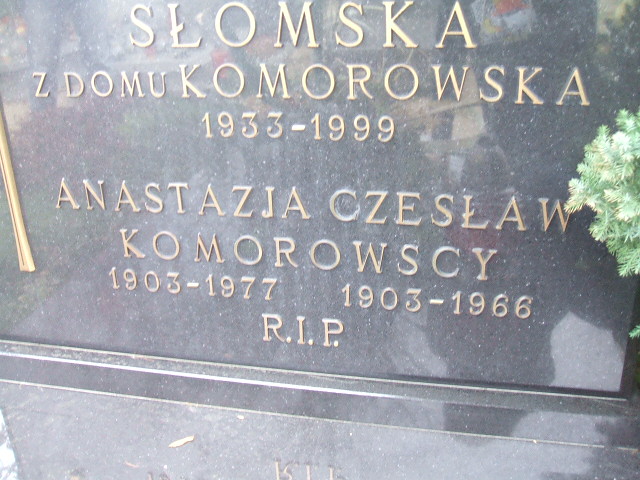 SŁOMSKA
Z DOMU KOMOROWSKA
1933-1999
ANASTAZJA CZESŁAW
KOMOROWSCY
1903-1977 1903-1966
R.I.P.